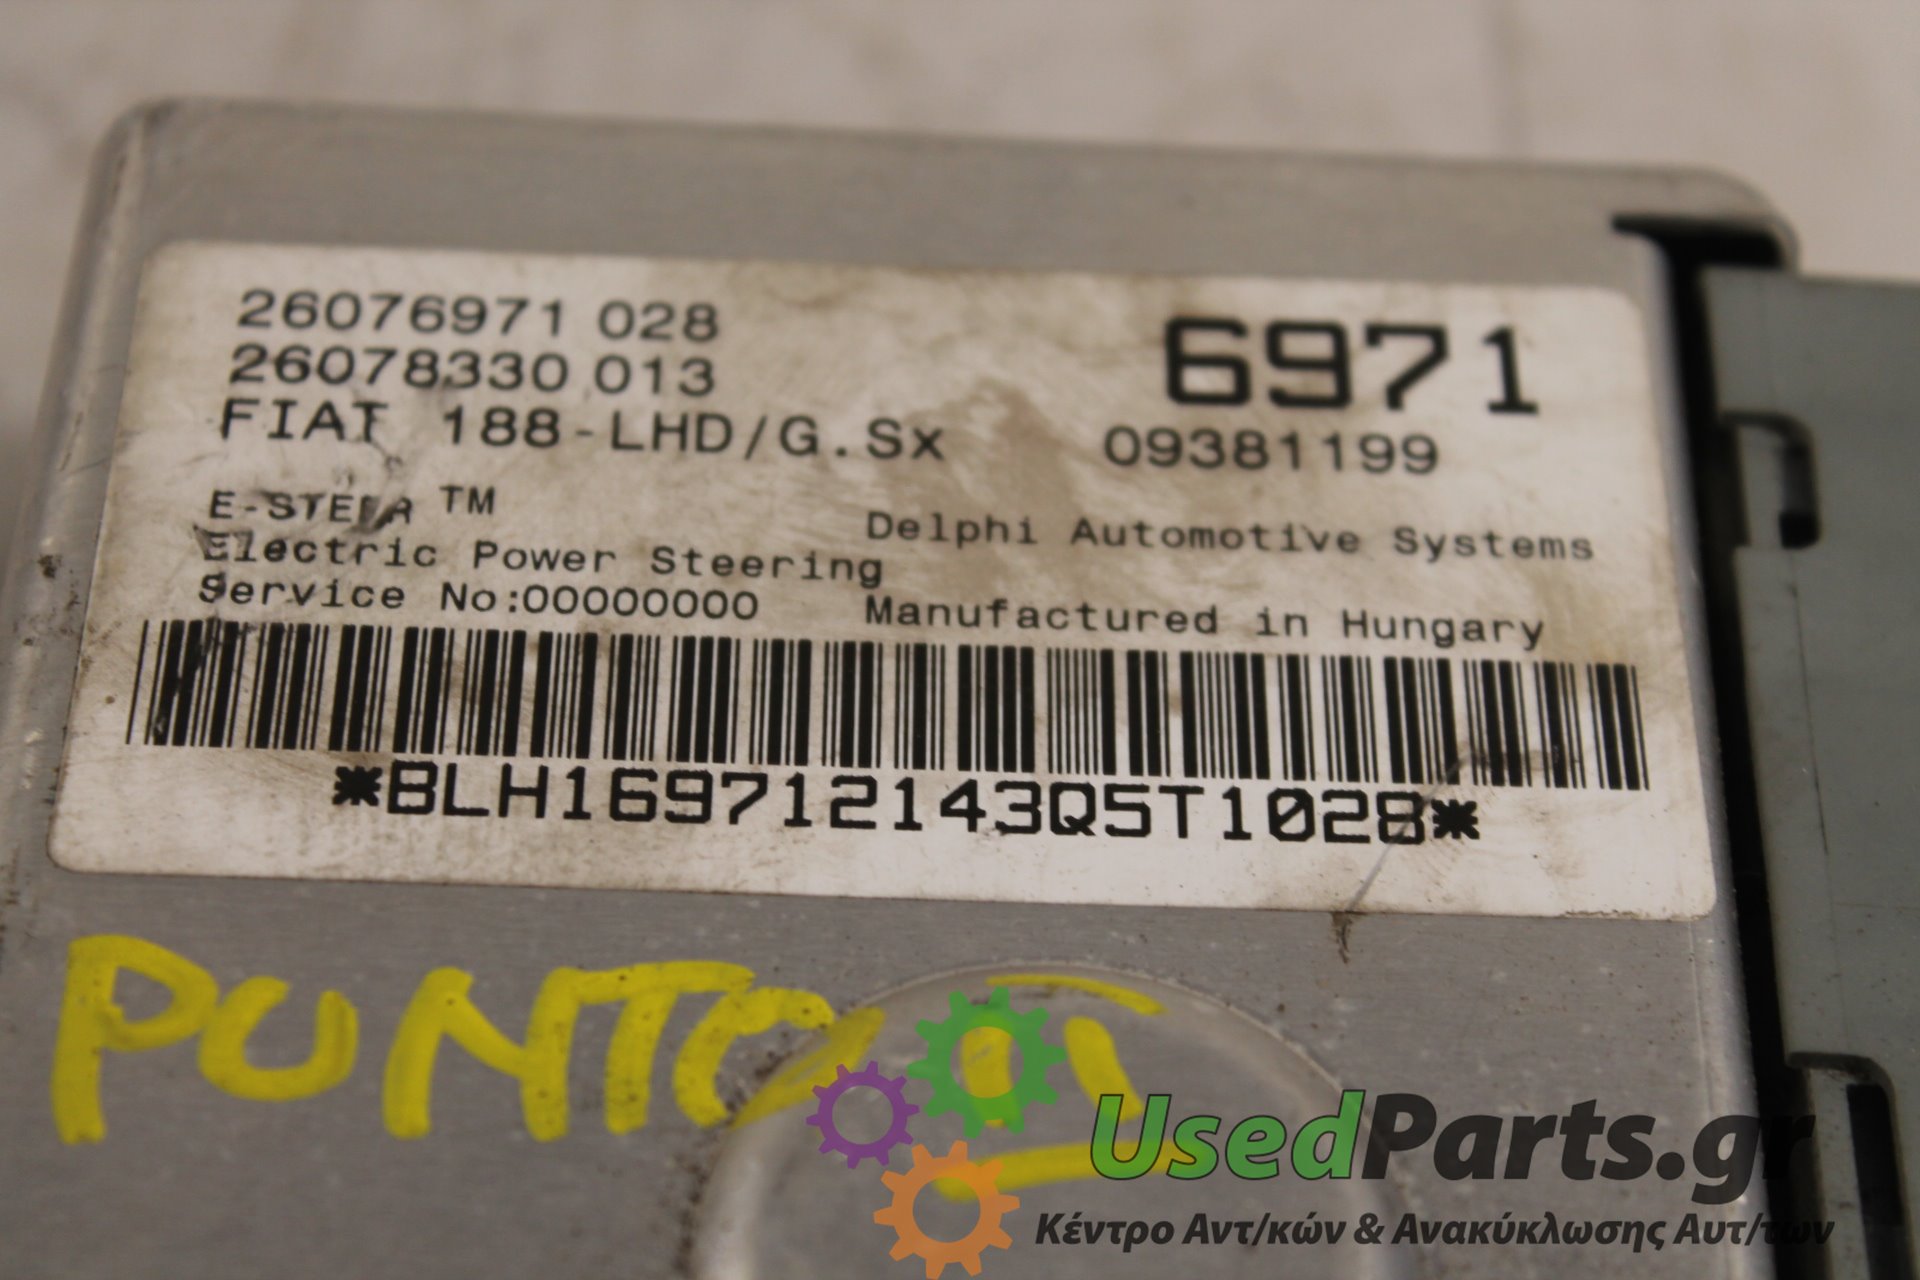 26076971 028
26078330 013
6971
FIAT 188-LHD/G.Sx
09381199
E-STEER TM
Electric Power Steering
Delphi Automotive Systems
Service No:00000000
Manufactured in Hungary
*BLH169712143Q5T1028*
PUNTO II
UsedParts.gr
Κέντρο Αντ/κών & Ανακύκλωσης Αυτ/των